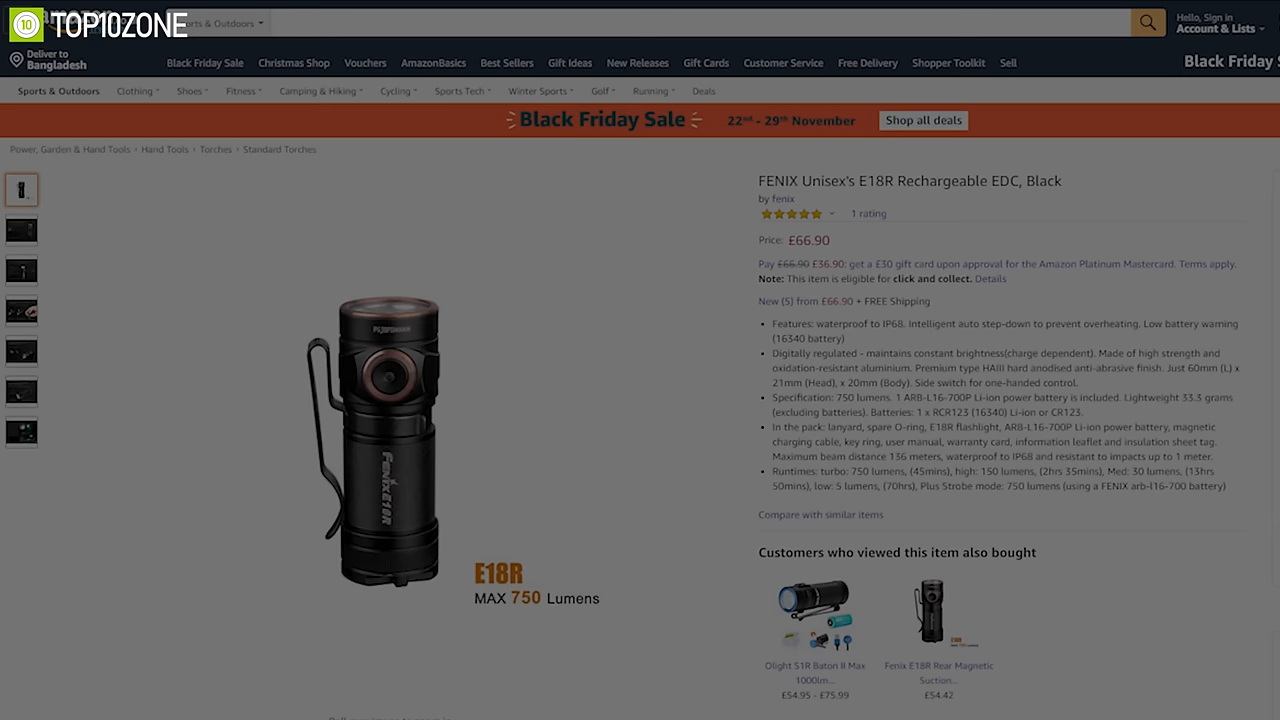 TOP10ZONE
10
amazon
Sports & Outdoors
Hello, Sign in
Account & Lists
Deliver to
Bangladesh
Black Friday Sale
Christmas Shop
Vouchers
AmazonBasics
Best Sellers
Gift Ideas
New Releases
Gift Cards
Customer Service
Free Delivery
Shopper Toolkit
Sell
Black Friday S
Sports & Outdoors
Clothing
Shoes
Fitness
Camping & Hiking
Cycling
Sports Tech
Winter Sports
Golf
Running
Deals
Black Friday Sale
22nd - 29th November
Shop all deals
Power, Garden & Hand Tools › Hand Tools › Torches › Standard Torches
FENIX Unisex's E18R Rechargeable EDC, Black
by fenix
1 rating
Price: £66.90
Pay £66.90 £36.90: get a £30 gift card upon approval for the Amazon Platinum Mastercard. Terms apply.
Note: This item is eligible for click and collect. Details
New (5) from £66.90 + FREE Shipping
• Features: waterproof to IP68. Intelligent auto step-down to prevent overheating. Low battery warning
(16340 battery)
• Digitally regulated - maintains constant brightness(charge dependent). Made of high strength and
oxidation-resistant aluminium. Premium type HAIII hard anodised anti-abrasive finish. Just 60mm (L) x
21mm (Head), x 20mm (Body). Side switch for one-handed control.
• Specification: 750 lumens. 1 ARB-L16-700P Li-ion power battery is included. Lightweight 33.3 grams
(excluding batteries). Batteries: 1 x RCR123 (16340) Li-ion or CR123.
• In the pack: lanyard, spare O-ring, E18R flashlight, ARB-L16-700P Li-ion power battery, magnetic
charging cable, key ring, user manual, warranty card, information leaflet and insulation sheet tag.
Maximum beam distance 136 meters, waterproof to IP68 and resistant to impacts up to 1 meter.
• Runtimes: turbo: 750 lumens, (45mins), high: 150 lumens, (2hrs 35mins), Med: 30 lumens, (13hrs
50mins), low: 5 lumens, (70hrs), Plus Strobe mode: 750 lumens (using a FENIX arb-l16-700 battery)
Compare with similar items
FENIX E18R
E18R
MAX 750 Lumens
Customers who viewed this item also bought
Olight S1R Baton II Max
1000lm...
£54.95 - £75.99
Fenix E18R Rear Magnetic
Suction...
£54.42